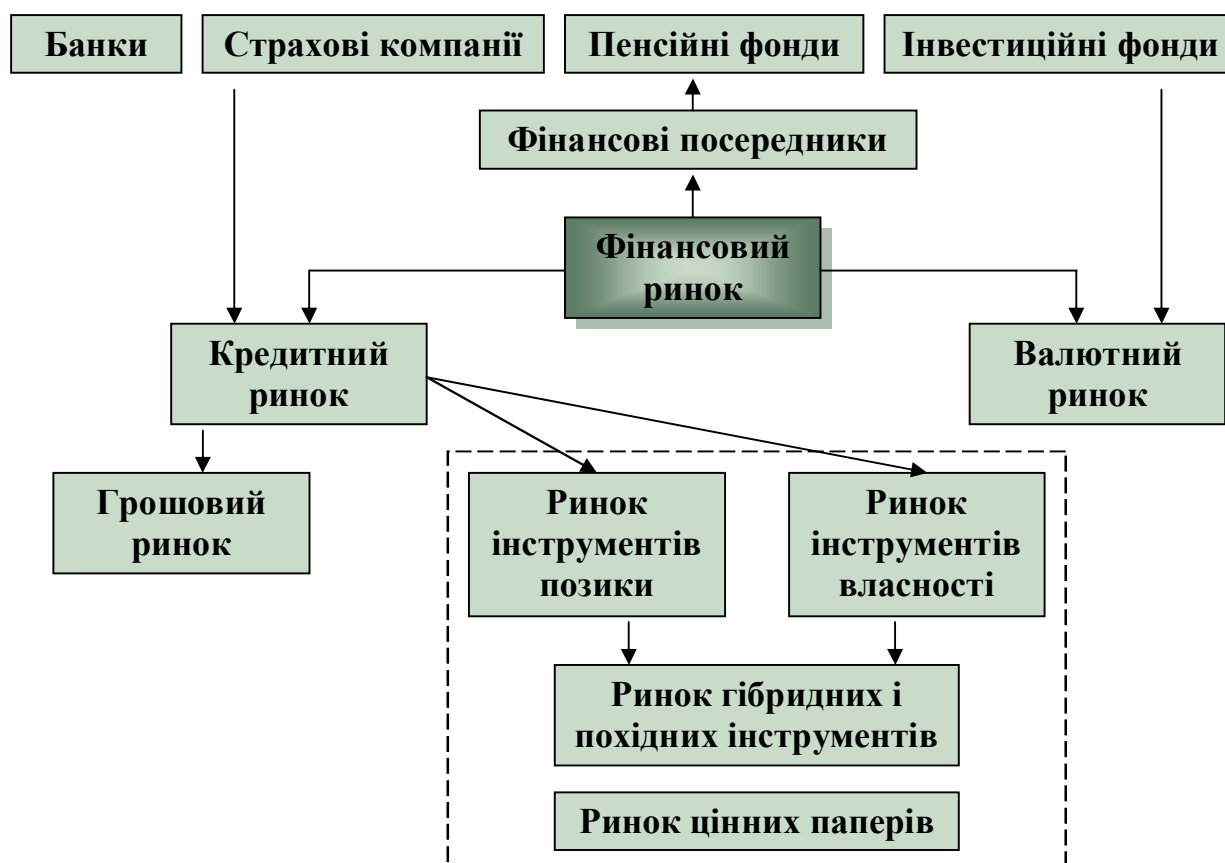 Банки
Страхові компанії
Пенсійні фонди
Інвестиційні фонди
Фінансові посередники
Фінансовий
ринок
Кредитний
ринок
Валютний
ринок
Грошовий
ринок
Ринок
інструментів
позики
Ринок
інструментів
власності
Ринок гібридних і
похідних інструментів
Ринок цінних паперів